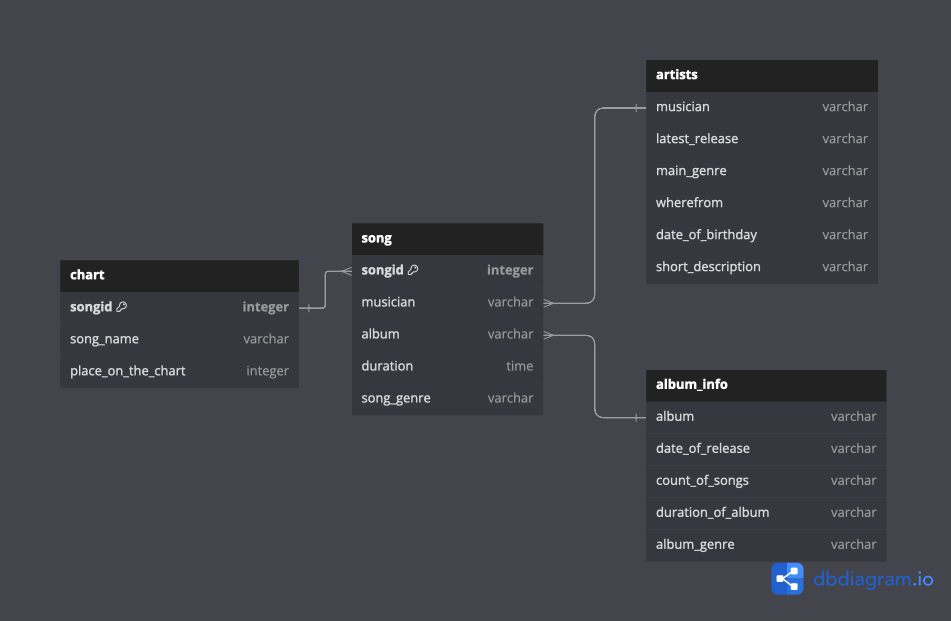 chart
songid integer
song_name varchar
place_on_the_chart integer
song
songid integer
musician varchar
album varchar
duration time
song_genre varchar
artists
musician varchar
latest_release varchar
main_genre varchar
wherefrom varchar
date_of_birthday varchar
short_description varchar
album_info
album varchar
date_of_release varchar
count_of_songs varchar
duration_of_album varchar
album_genre varchar
dbdiagram.io